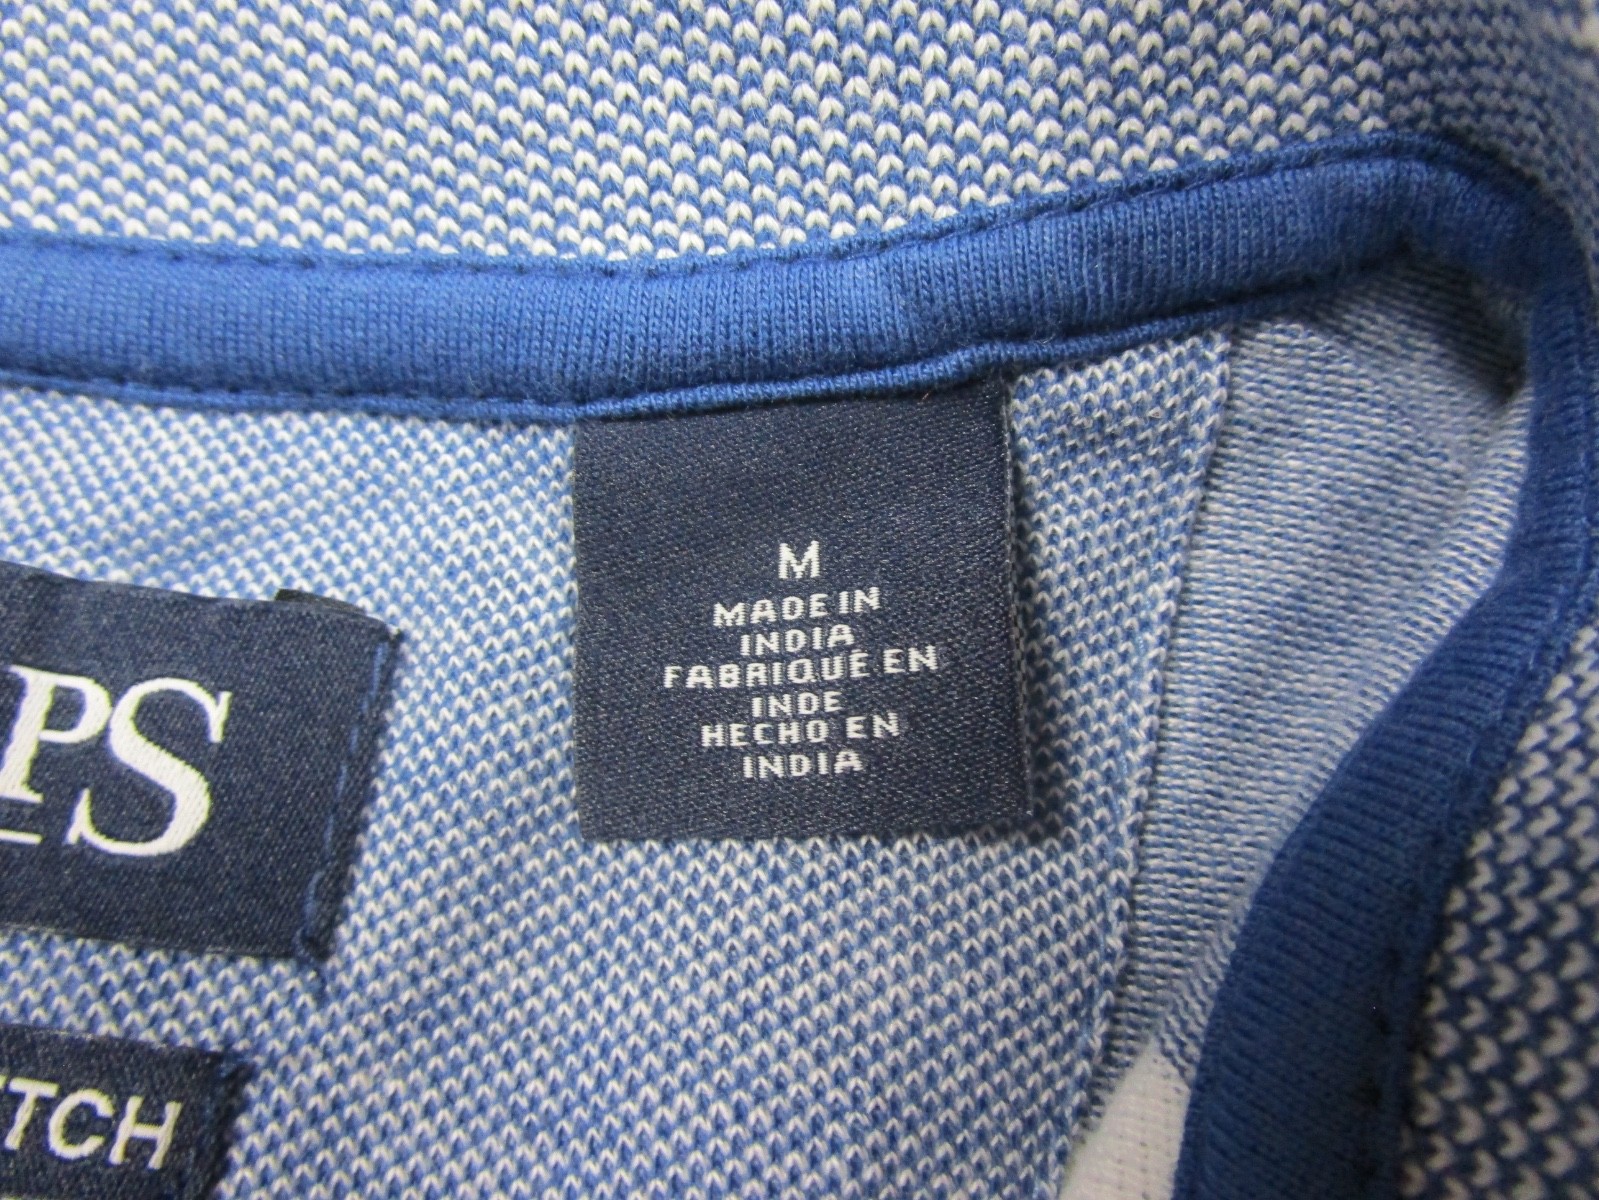 M
MADE IN
INDIA
FABRIQUE EN
INDE
HECHO EN
INDIA
PS
TCH